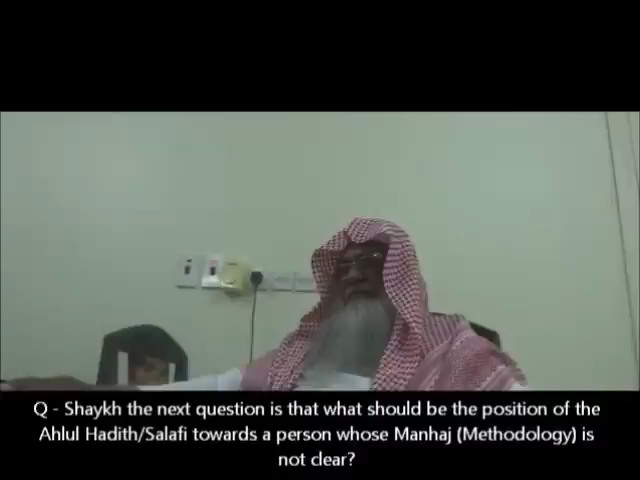 Q - Shaykh the next question is that what should be the position of the
Ahlul Hadith/Salafi towards a person whose Manhaj (Methodology) is
not clear?